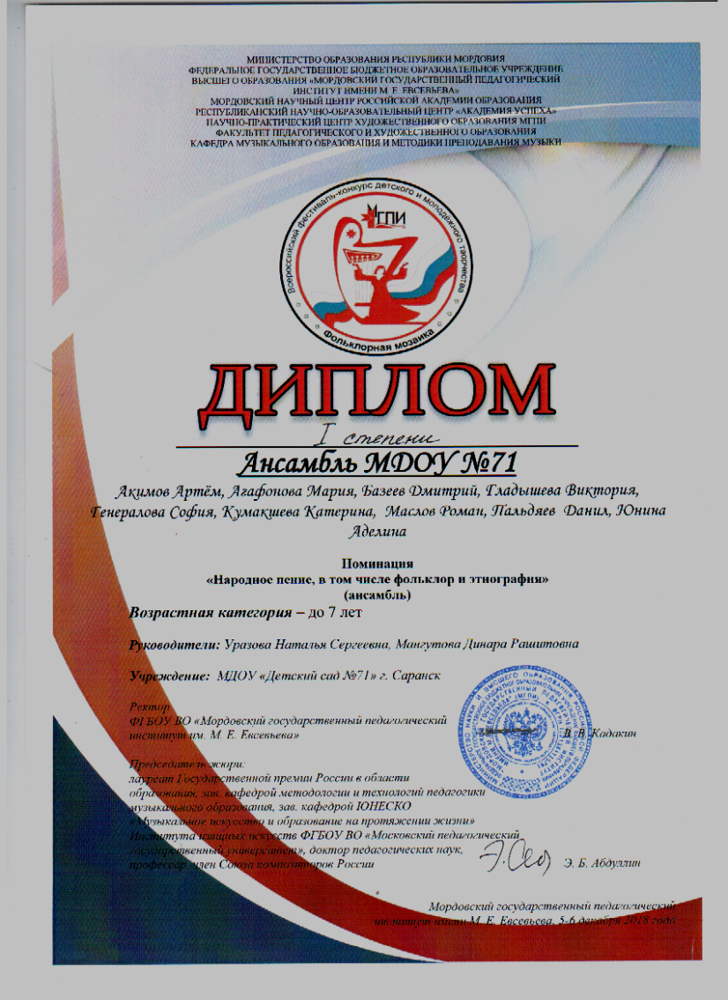 МИНИСТЕРСТВО ОБРАЗОВАНИЯ РЕСПУБЛИКИ МОРДОВИЯ
ФЕДЕРАЛЬНОЕ ГОСУДАРСТВЕННОЕ БЮДЖЕТНОЕ ОБРАЗОВАТЕЛЬНОЕ УЧРЕЖДЕНИЕ
ВЫСШЕГО ОБРАЗОВАНИЯ «МОРДОВСКИЙ ГОСУДАРСТВЕННЫЙ ПЕДАГОГИЧЕСКИЙ
ИНСТИТУТ ИМЕНИ М. Е. ЕВСЕВЬЕВА»
МОРДОВСКИЙ НАУЧНЫЙ ЦЕНТР РОССИЙСКОЙ АКАДЕМИИ ОБРАЗОВАНИЯ
РЕСПУБЛИКАНСКИЙ НАУЧНО-ОБРАЗОВАТЕЛЬНЫЙ ЦЕНТР «АКАДЕМИЯ УСПЕХА»
НАУЧНО-ПРАКТИЧЕСКИЙ ЦЕНТР ХУДОЖЕСТВЕННОГО ОБРАЗОВАНИЯ МГПИ
ФАКУЛЬТЕТ ПЕДАГОГИЧЕСКОГО И ХУДОЖЕСТВЕННОГО ОБРАЗОВАНИЯ
КАФЕДРА МУЗЫКАЛЬНОГО ОБРАЗОВАНИЯ И МЕТОДИКИ ПРЕПОДАВАНИЯ МУЗЫКИ
Всероссийский фестиваль-конкурс детского и молодёжного творчества
МГПИ
Фольклорная мозаика
ДИПЛОМ
I степени
Ансамбль МДОУ №71
Акимов Артём, Агафонова Мария, Базеев Дмитрий, Гладышева Виктория,
Генералова София, Кумакшева Катерина, Маслов Роман, Пальдяев Данил, Юнина
Аделина
Номинация
«Народное пение, в том числе фольклор и этнография»
(ансамбль)
Возрастная категория – до 7 лет
Руководители: Уразова Наталья Сергеевна, Мангутова Динара Рашитовна
Учреждение: МДОУ «Детский сад №71» г. Саранск
Ректор
ФГБОУ ВО «Мордовский государственный педагогический
институт им. М. Е. Евсевьева»
В. В. Кадакин
Председатель жюри:
лауреат Государственной премии России в области
образования, зав. кафедрой методологии и технологий педагогики
музыкального образования, зав. кафедрой ЮНЕСКО
«Музыкальное искусство и образование на протяжении жизни»
Института изящных искусств ФГБОУ ВО «Московский педагогический
государственный университет», доктор педагогических наук,
профессор, член Союза композиторов России
Э. Б. Абдуллин
Мордовский государственный педагогический
институт имени М. Е. Евсевьева, 5-6 декабря 2018 года